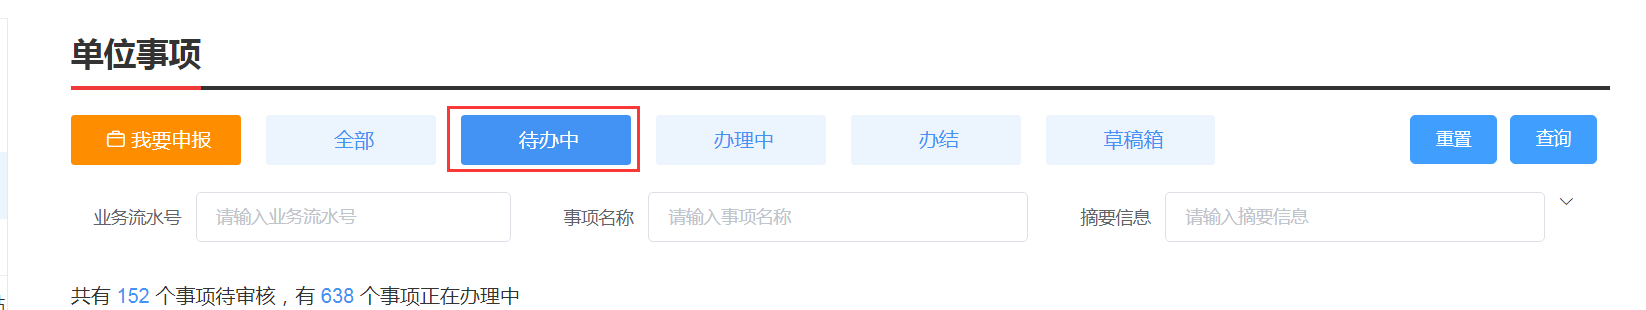 单位事项
我要申报 全部 待办中 办理中 办结 草稿箱 重置 查询
业务流水号 请输入业务流水号 事项名称 请输入事项名称 摘要信息 请输入摘要信息
共有 152 个事项待审核，有 638 个事项正在办理中